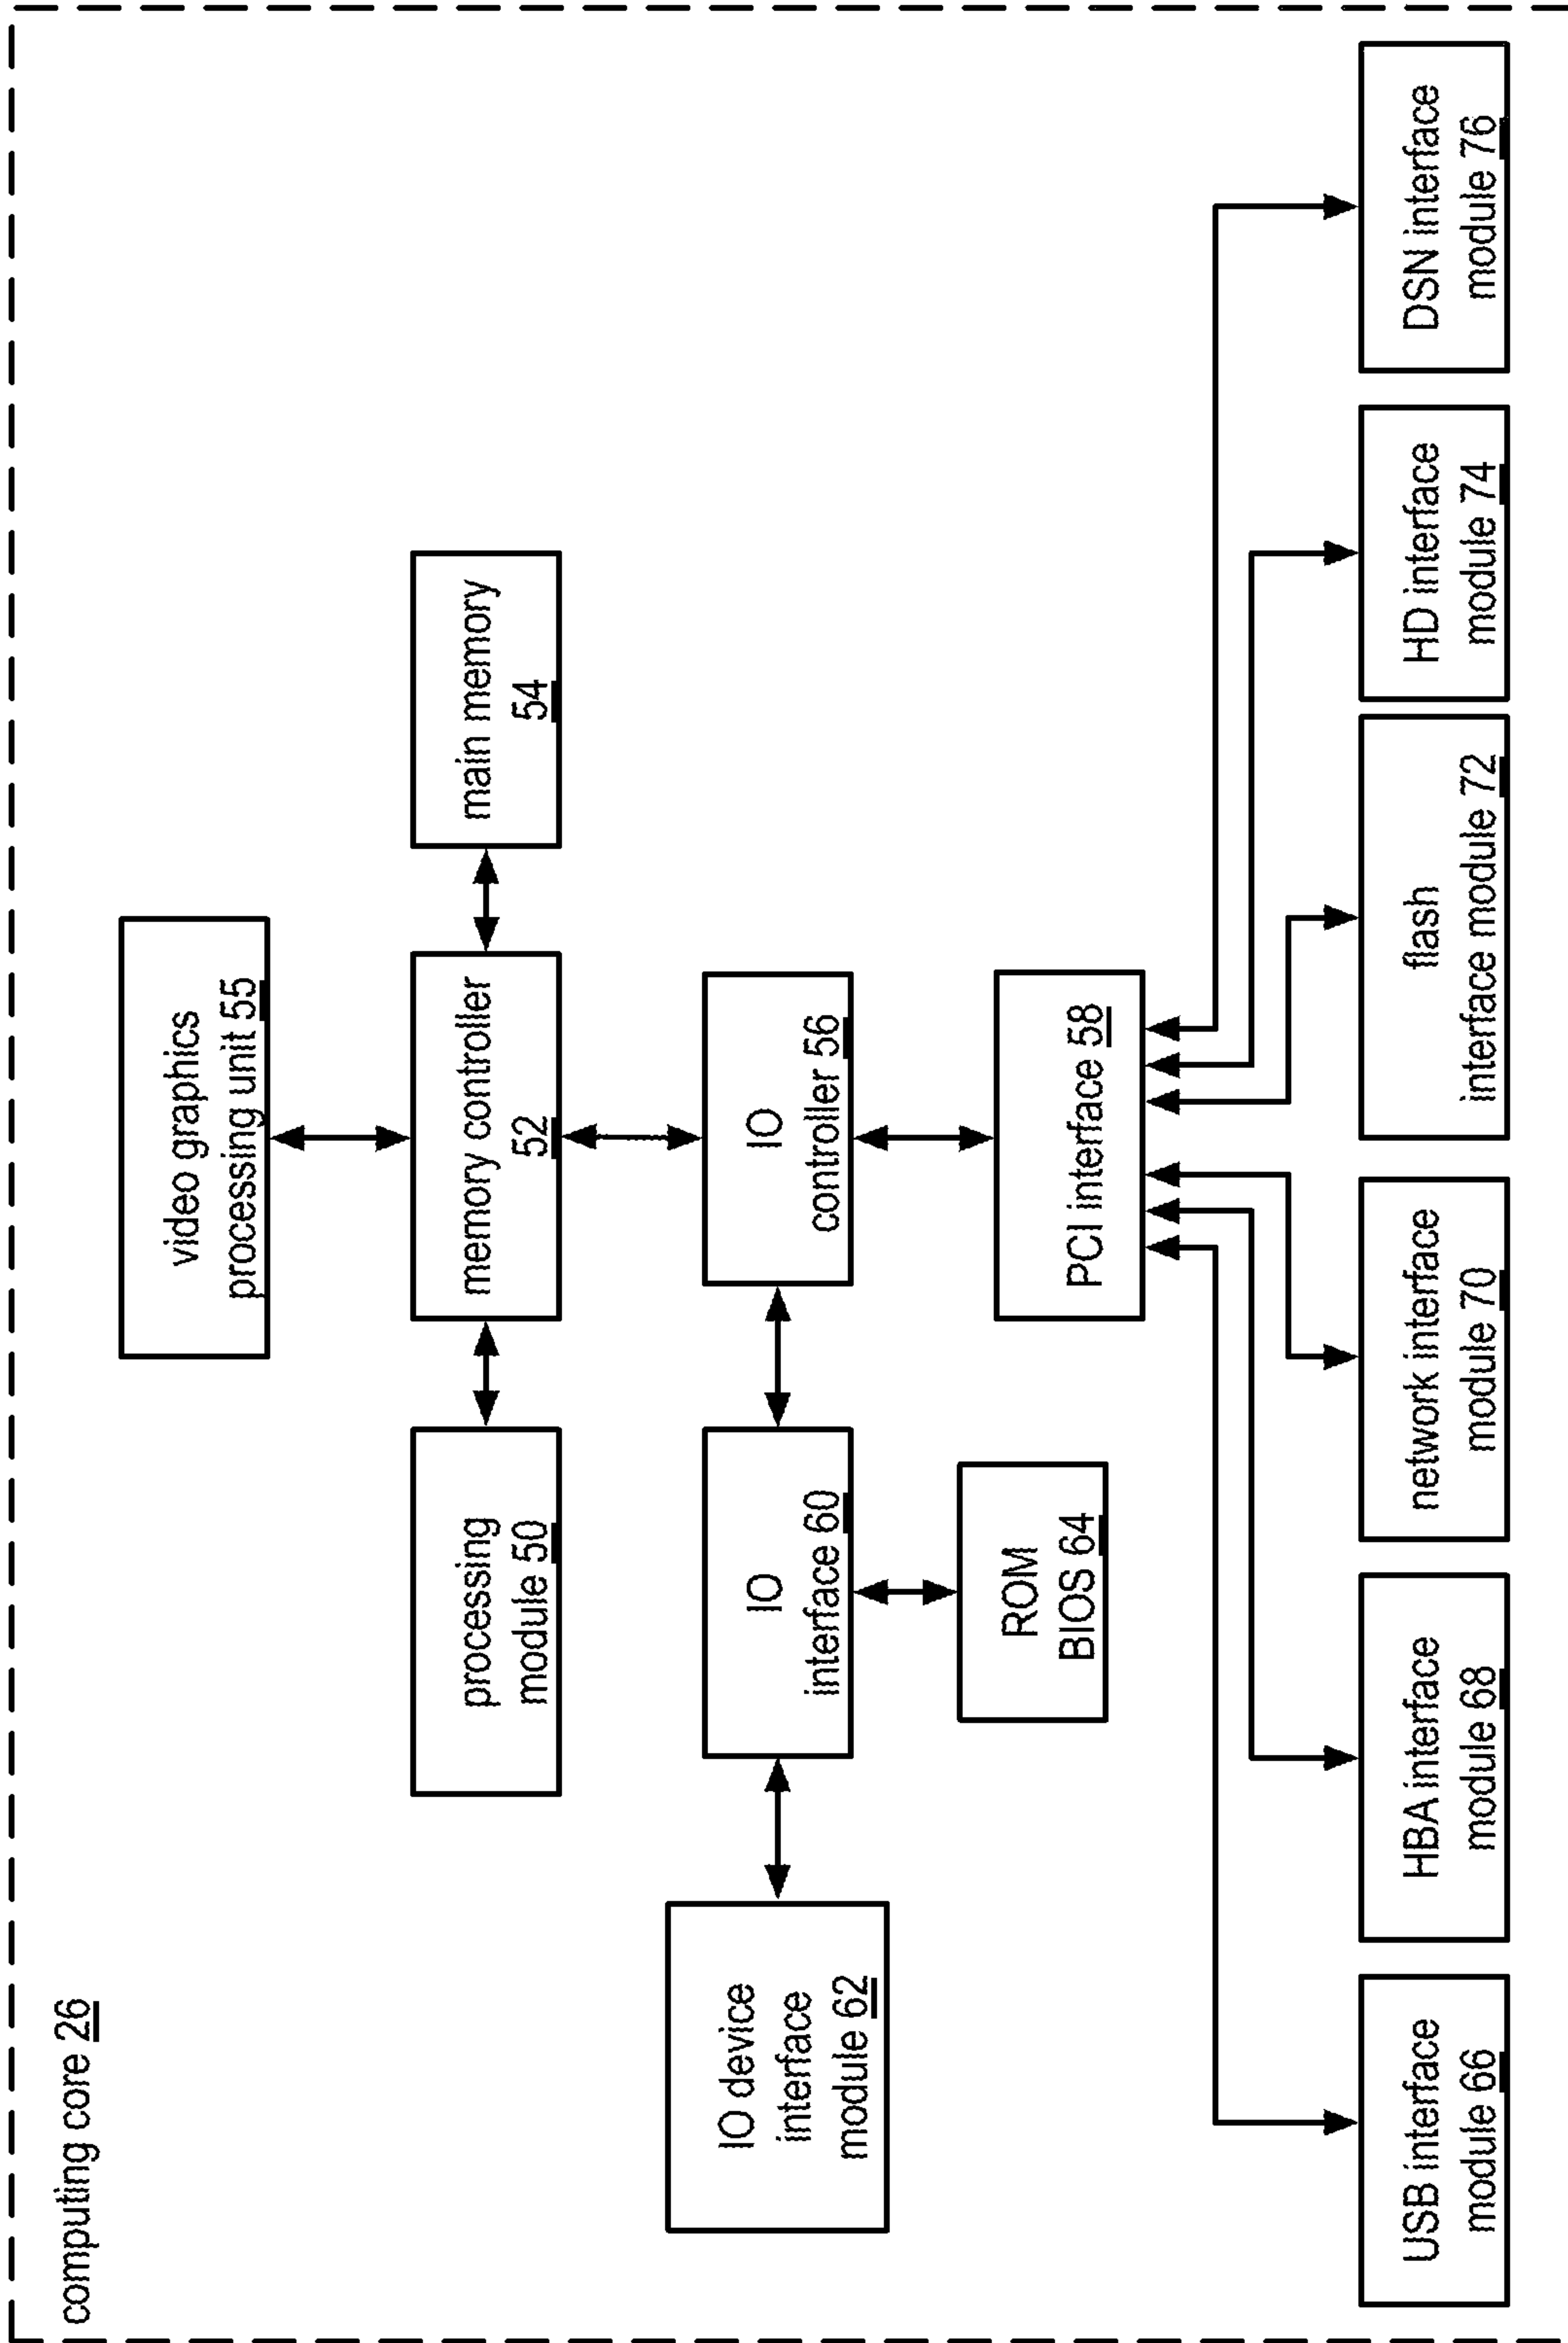 computing core 26
video graphics
processing unit 55
processing
module 50
memory controller
52
main memory
54
IO device
interface
module 62
IO
interface 60
IO
controller 56
ROM
BIOS 64
PCI interface 58
USB interface
module 66
HBA interface
module 68
network interface
module 70
flash
interface module 72
HD interface
module 74
DSN interface
module 76